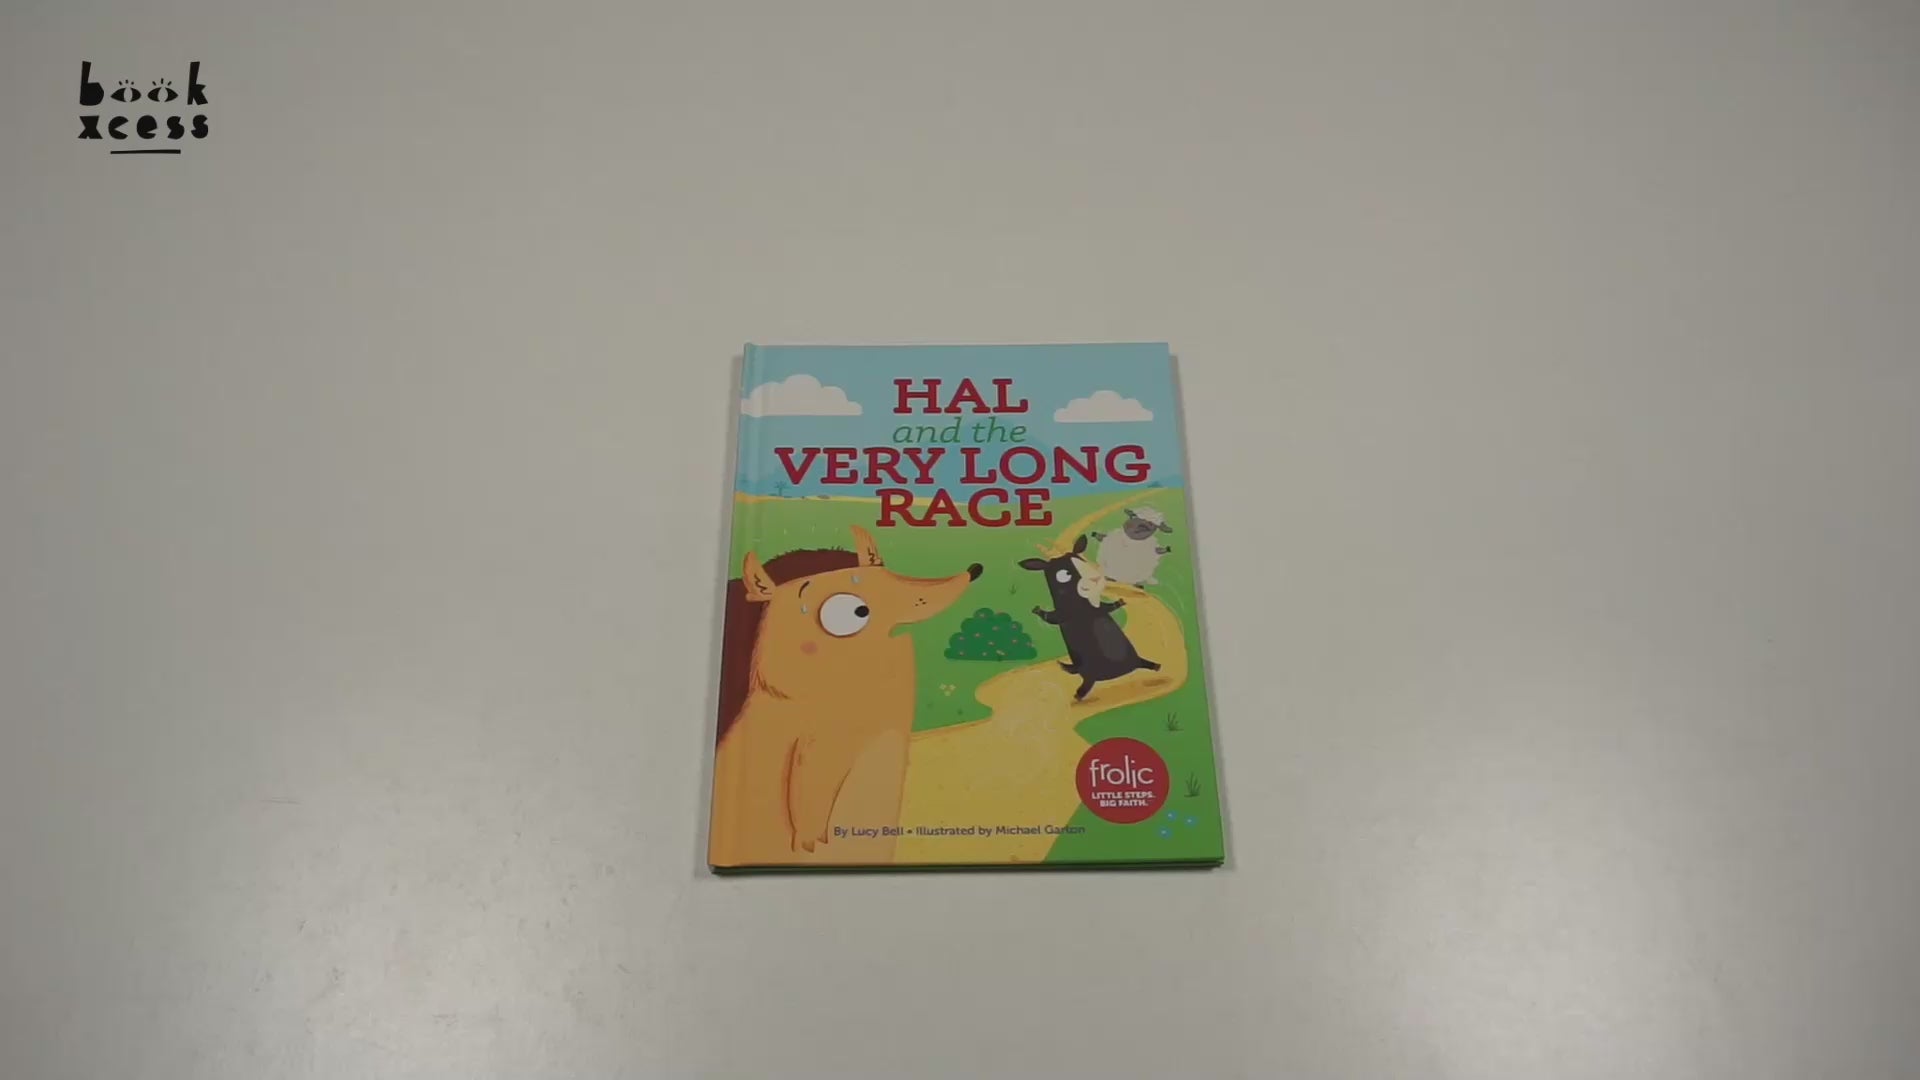 book
xcess
HAL
and the
VERY LONG
RACE
frolic
LITTLE STEPS.
BIG FAITH.
By Lucy Bell • Illustrated by Michael Garton